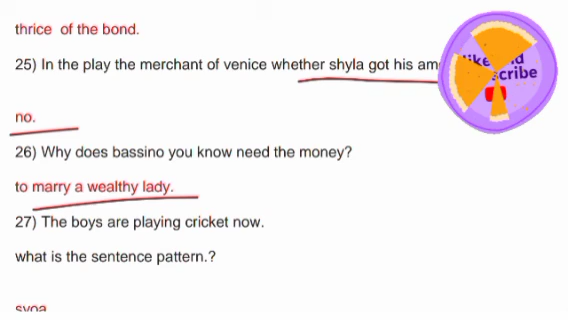 thrice of the bond.
25) In the play the merchant of venice whether shyla got his am
no.
26) Why does bassino you know need the money?
to marry a wealthy lady.
27) The boys are playing cricket now.
what is the sentence pattern.?
svoa